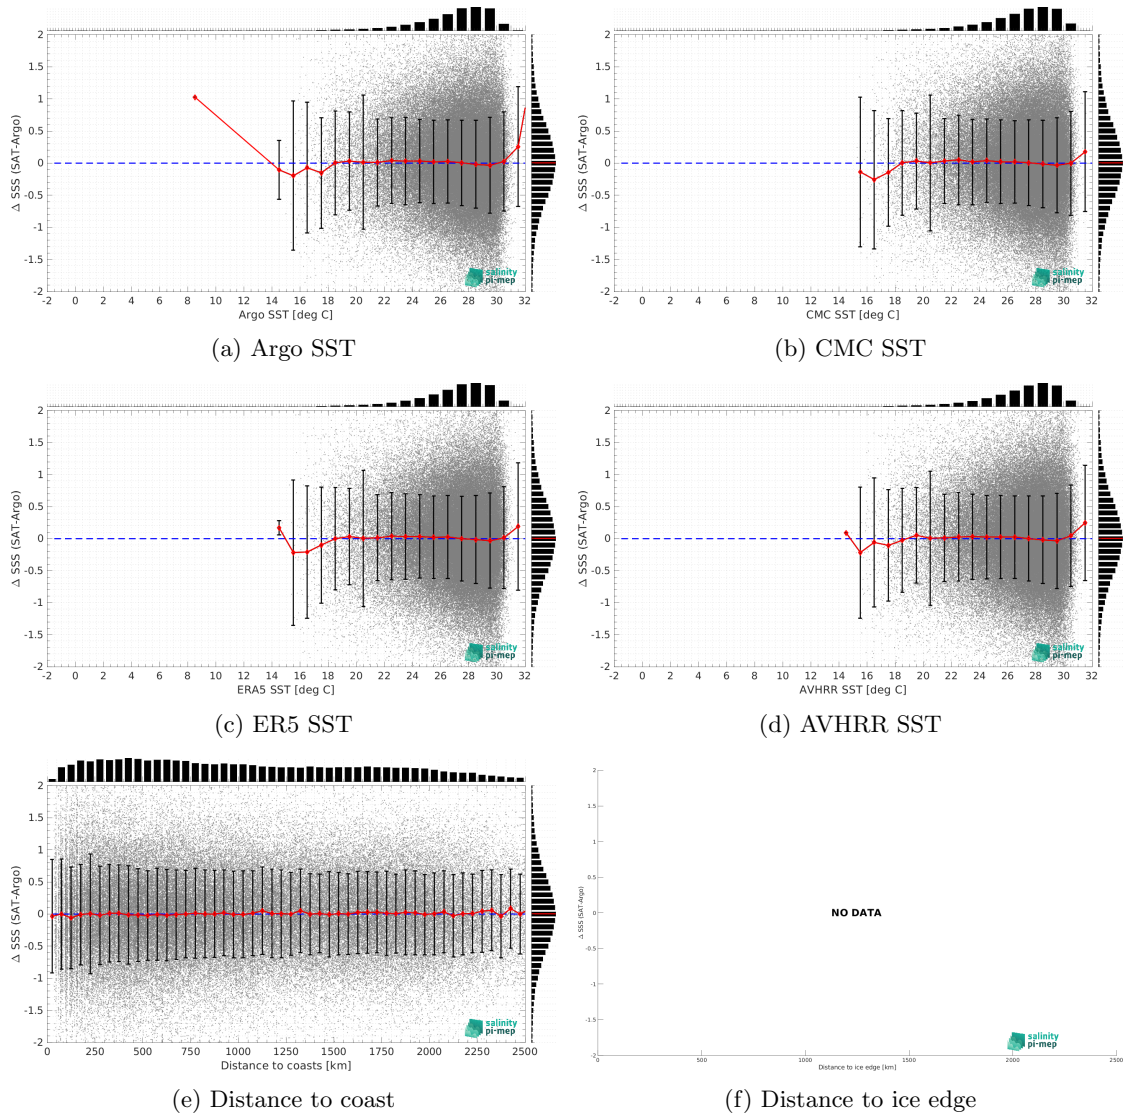 2
1.5
1
0.5
0
-0.5
-1
-1.5
-2
Δ SSS (SAT-Argo)
-2 0 2 4 6 8 10 12 14 16 18 20 22 24 26 28 30 32
Argo SST [deg C]
salinity
pi-mep
(a) Argo SST
2
1.5
1
0.5
0
-0.5
-1
-1.5
-2
Δ SSS (SAT-Argo)
-2 0 2 4 6 8 10 12 14 16 18 20 22 24 26 28 30 32
CMC SST [deg C]
salinity
pi-mep
(b) CMC SST
2
1.5
1
0.5
0
-0.5
-1
-1.5
-2
Δ SSS (SAT-Argo)
-2 0 2 4 6 8 10 12 14 16 18 20 22 24 26 28 30 32
ERA5 SST [deg C]
salinity
pi-mep
(c) ER5 SST
2
1.5
1
0.5
0
-0.5
-1
-1.5
-2
Δ SSS (SAT-Argo)
-2 0 2 4 6 8 10 12 14 16 18 20 22 24 26 28 30 32
AVHRR SST [deg C]
salinity
pi-mep
(d) AVHRR SST
2
1.5
1
0.5
0
-0.5
-1
-1.5
-2
Δ SSS (SAT-Argo)
0 250 500 750 1000 1250 1500 1750 2000 2250 2500
Distance to coasts [km]
salinity
pi-mep
(e) Distance to coast
2
1.5
1
0.5
0
-0.5
-1
-1.5
-2
Δ SSS (SAT-Argo)
NO DATA
0 500 1000 1500 2000 2500
Distance to ice edge [km]
salinity
pi-mep
(f) Distance to ice edge